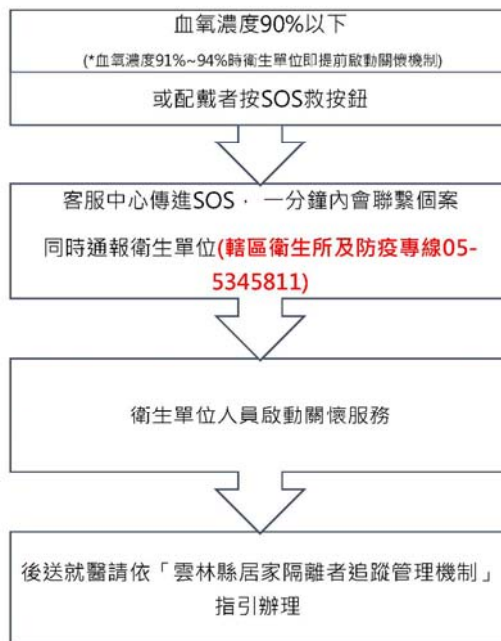 血氧濃度90%以下
(*血氧濃度91%~94%時衛生單位即提前啟動關懷機制)
或配戴者按SOS救按鈕
客服中心傳進SOS， 一分鐘內會聯繫個案
同時通報衛生單位(轄區衛生所及防疫專線05-
5345811)
衛生單位人員啟動關懷服務
後送就醫請依「雲林縣居家隔離者追蹤管理機制」
指引辦理